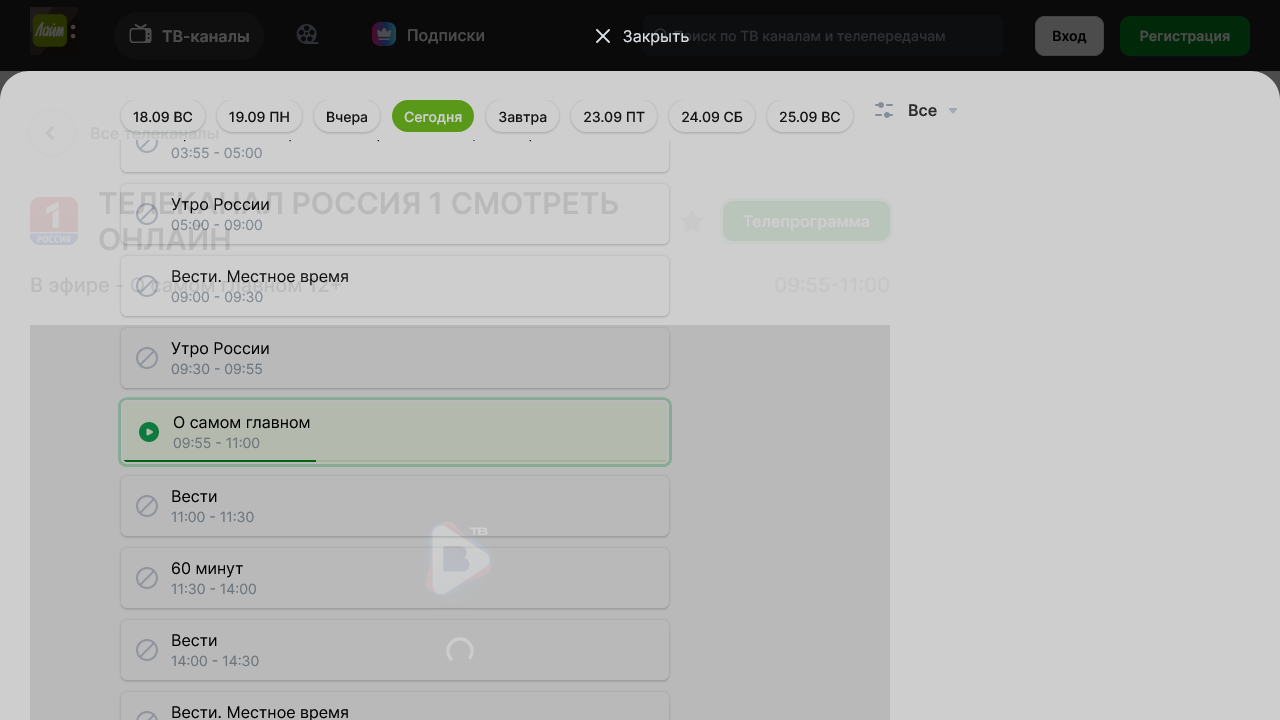 Лайм
ТВ-каналы
Подписки
Закрыть
Поиск по ТВ каналам и телепередачам
Вход
Регистрация
18.09 ВС
19.09 ПН
Вчера
Сегодня
Завтра
23.09 ПТ
24.09 СБ
25.09 ВС
Все
Все телеканалы
03:55 - 05:00
ТЕЛЕКАНАЛ РОССИЯ 1 СМОТРЕТЬ
ОНЛАЙН
1
РОССИЯ
Телепрограмма
Утро России
05:00 - 09:00
В эфире - О самом главном 12+
09:55-11:00
Вести. Местное время
09:00 - 09:30
Утро России
09:30 - 09:55
О самом главном
09:55 - 11:00
Вести
11:00 - 11:30
ТВ
В
60 минут
11:30 - 14:00
Вести
14:00 - 14:30
Вести. Местное время